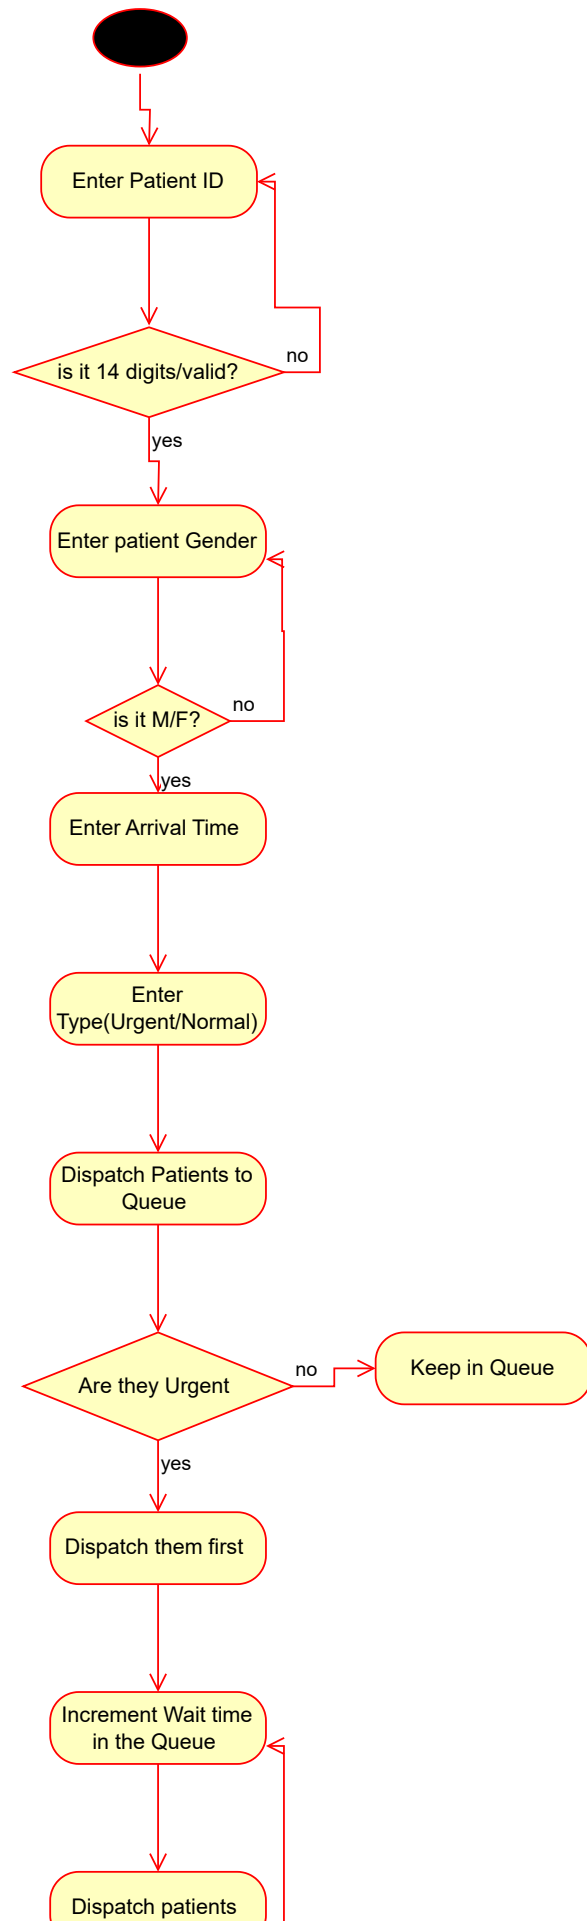 Enter Patient ID
is it 14 digits/valid?
no
yes
Enter patient Gender
is it M/F?
no
yes
Enter Arrival Time
Enter
Type(Urgent/Normal)
Dispatch Patients to
Queue
Are they Urgent
no
Keep in Queue
yes
Dispatch them first
Increment Wait time
in the Queue
Dispatch patients